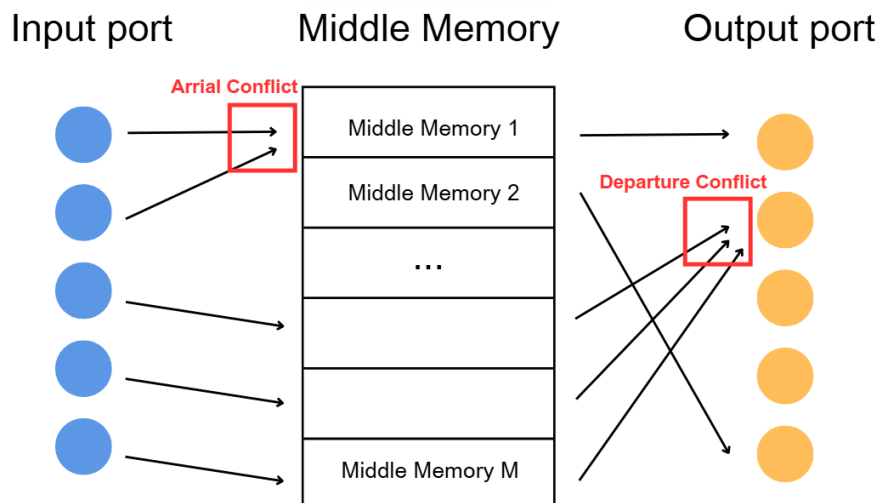 Input port
Middle Memory
Output port
Arrial Conflict
Middle Memory 1
Departure Conflict
Middle Memory 2
...
Middle Memory M